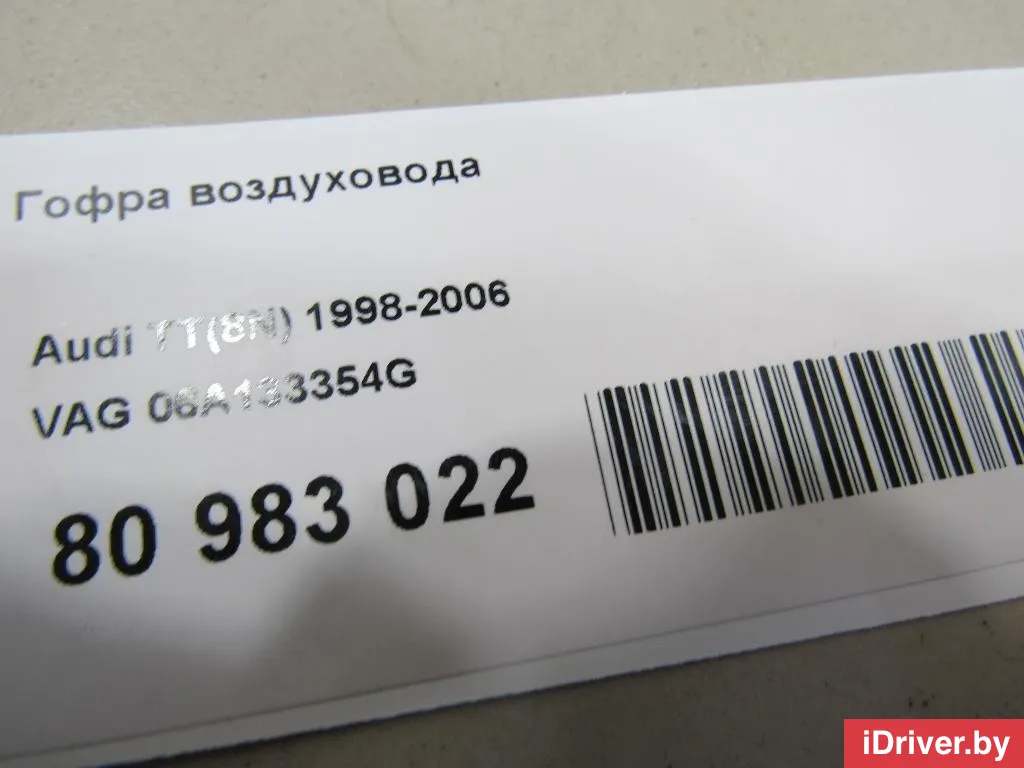 Гофра воздуховода
Audi TT(8N) 1998-2006
VAG 06A133354G
80 983 022
iDriver.by